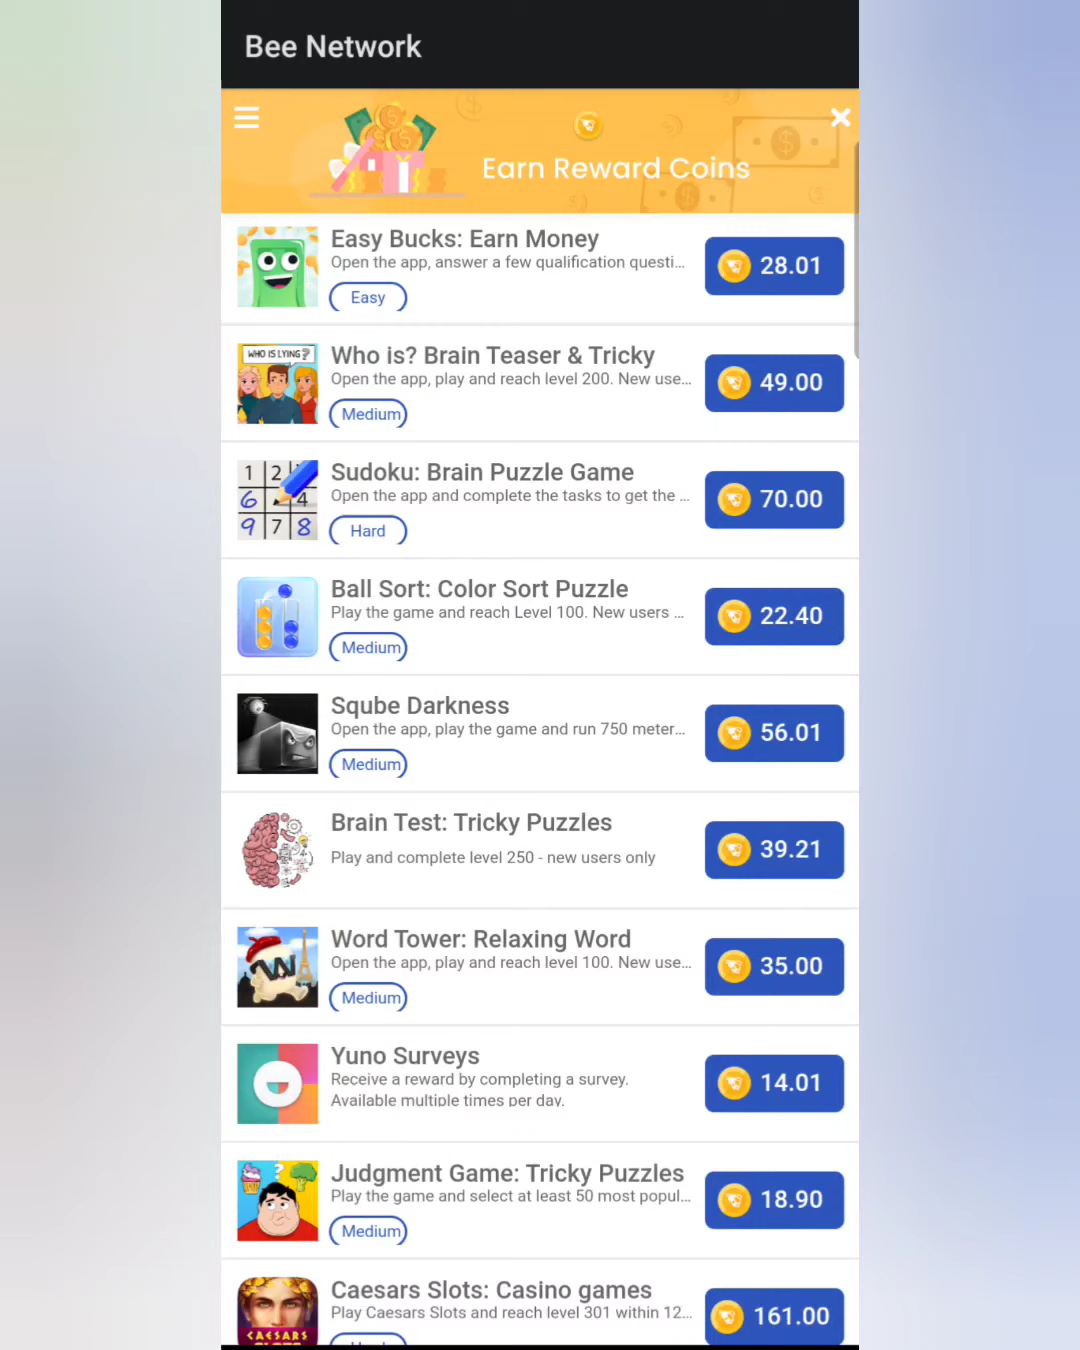 Bee Network
Earn Reward Coins
Easy Bucks: Earn Money
Open the app, answer a few qualification questi...
Easy
28.01
WHO IS LYING?
Who is? Brain Teaser & Tricky
Open the app, play and reach level 200. New use...
Medium
49.00
1 2
6 4
9 7 8
Sudoku: Brain Puzzle Game
Open the app and complete the tasks to get the ...
Hard
70.00
Ball Sort: Color Sort Puzzle
Play the game and reach Level 100. New users ...
Medium
22.40
Sqube Darkness
Open the app, play the game and run 750 meter...
Medium
56.01
Brain Test: Tricky Puzzles
Play and complete level 250 - new users only
39.21
W
Word Tower: Relaxing Word
Open the app, play and reach level 100. New use...
Medium
35.00
Yuno Surveys
Receive a reward by completing a survey.
Available multiple times per day.
14.01
?
Judgment Game: Tricky Puzzles
Play the game and select at least 50 most popul...
Medium
18.90
CAESARS
Caesars Slots: Casino games
Play Caesars Slots and reach level 301 within 12...
161.00